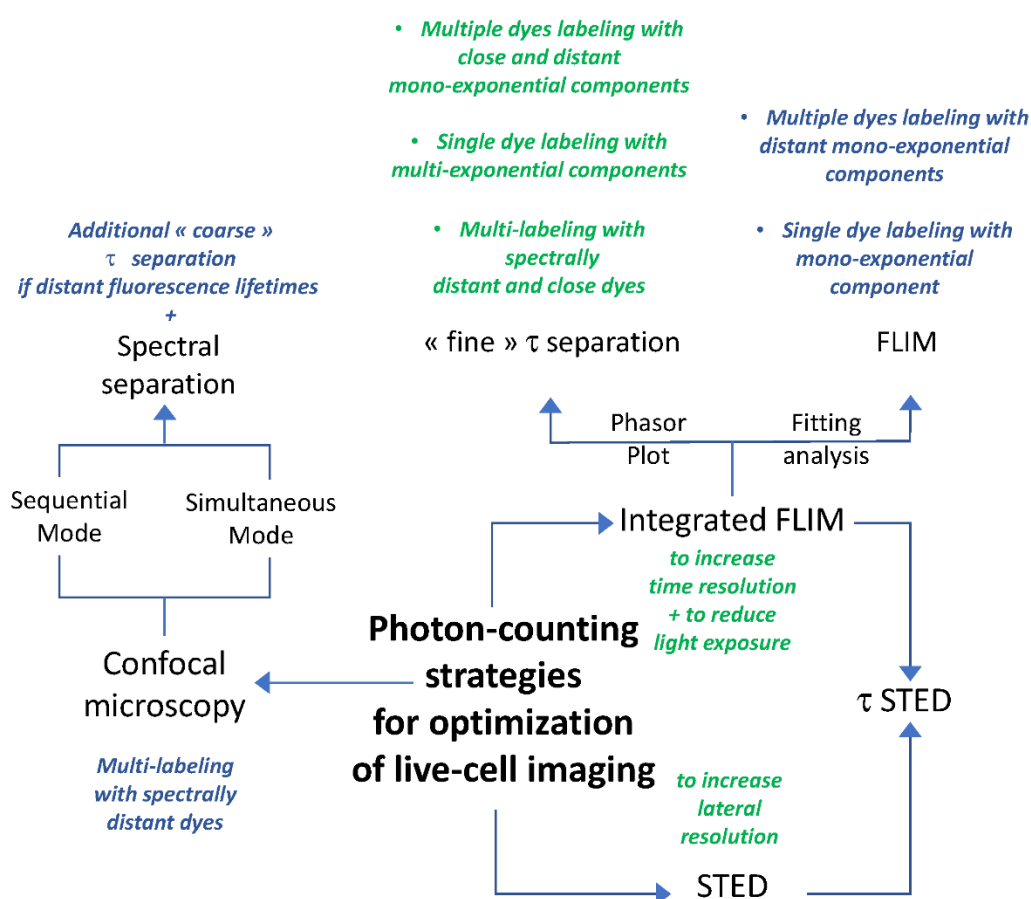 • Multiple dyes labeling with
close and distant
mono-exponential components
• Single dye labeling with
multi-exponential components
• Multi-labeling with
spectrally
distant and close dyes
• Multiple dyes labeling with
distant mono-exponential
components
• Single dye labeling with
mono-exponential
component
Additional « coarse »
τ separation
if distant fluorescence lifetimes
+
Spectral
separation
« fine » τ separation
FLIM
Phasor
Plot
Fitting
analysis
Sequential
Mode
Simultaneous
Mode
Integrated FLIM
to increase
time resolution
+ to reduce
light exposure
Confocal
microscopy
Multi-labeling
with spectrally
distant dyes
Photon-counting
strategies
for optimization
of live-cell imaging
τ STED
to increase
lateral
resolution
STED